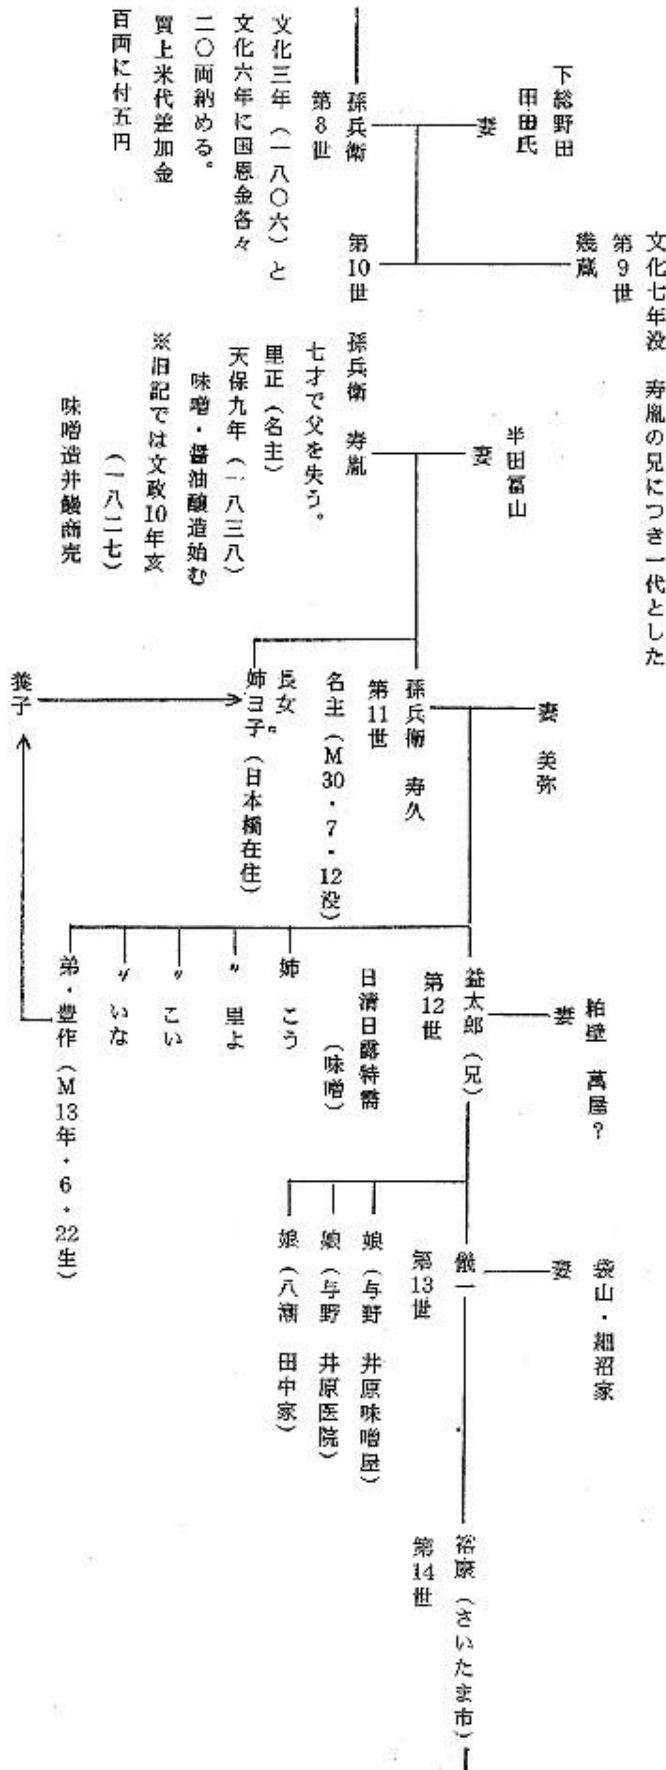 下総野田
用田氏
妻
孫兵衛
第8世
文化三年（一八〇六）と
文化六年に国恩金各々
二〇両納める。
買上米代差加金
百両に付五円
文化七年没　寿胤の兄につき一代とした
第9世
幾蔵
第10世
孫兵衛　寿胤
七才で父を失う。
里正（名主）
天保九年（一八三八）
味噌・醤油醸造始む
※旧記では文政10年亥
（一八二七）
味噌造并醸商売
半田冨山
妻
妻　美弥
孫兵衛　寿久
第11世
名主（M30・7・12没）
長女
姉ヨ子〃（日本橋在住）
養子
粕壁　萬屋？
妻
益太郎（兄）
第12世
日清日露特需
（味噌）
姉　こう
〃　里よ
〃　こい
〃　いな
弟・豊作（M13年・6・22生）
袋山・細沼家
妻
儀一
第13世
娘（与野　井原味噌屋）
娘（与野　井原医院）
娘（八潮　田中家）
裕康（さいたま市）
第14世